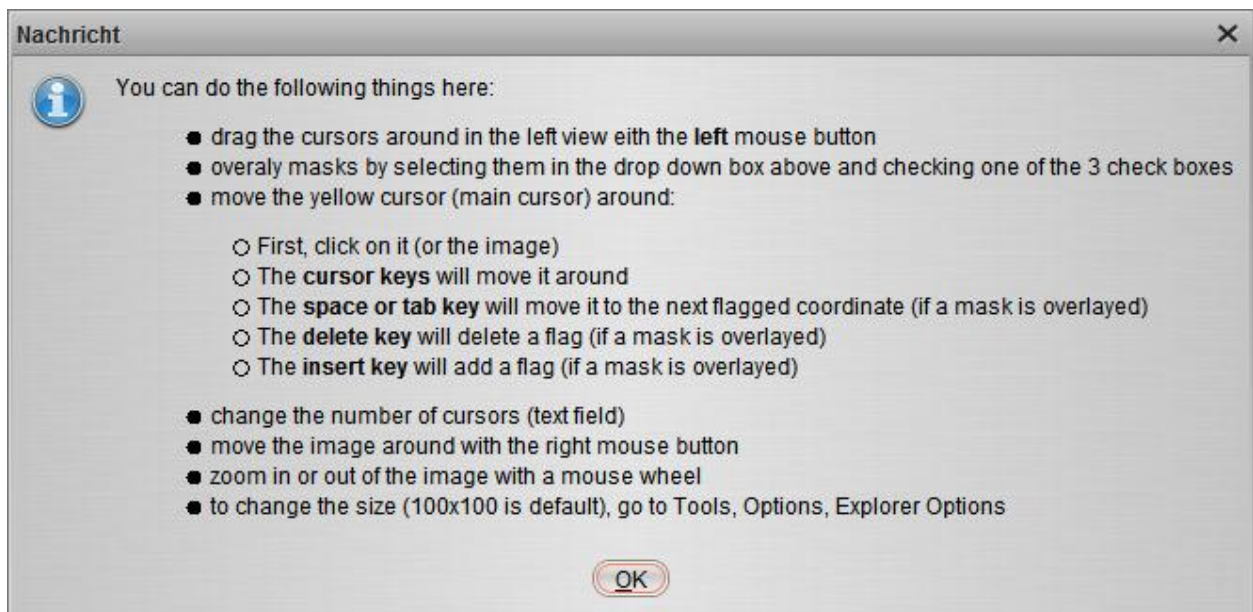 Nachricht
You can do the following things here:
drag the cursors around in the left view eith the left mouse button
overaly masks by selecting them in the drop down box above and checking one of the 3 check boxes
move the yellow cursor (main cursor) around:
First, click on it (or the image)
The cursor keys will move it around
The space or tab key will move it to the next flagged coordinate (if a mask is overlayed)
The delete key will delete a flag (if a mask is overlayed)
The insert key will add a flag (if a mask is overlayed)
change the number of cursors (text field)
move the image around with the right mouse button
zoom in or out of the image with a mouse wheel
to change the size (100x100 is default), go to Tools, Options, Explorer Options
OK